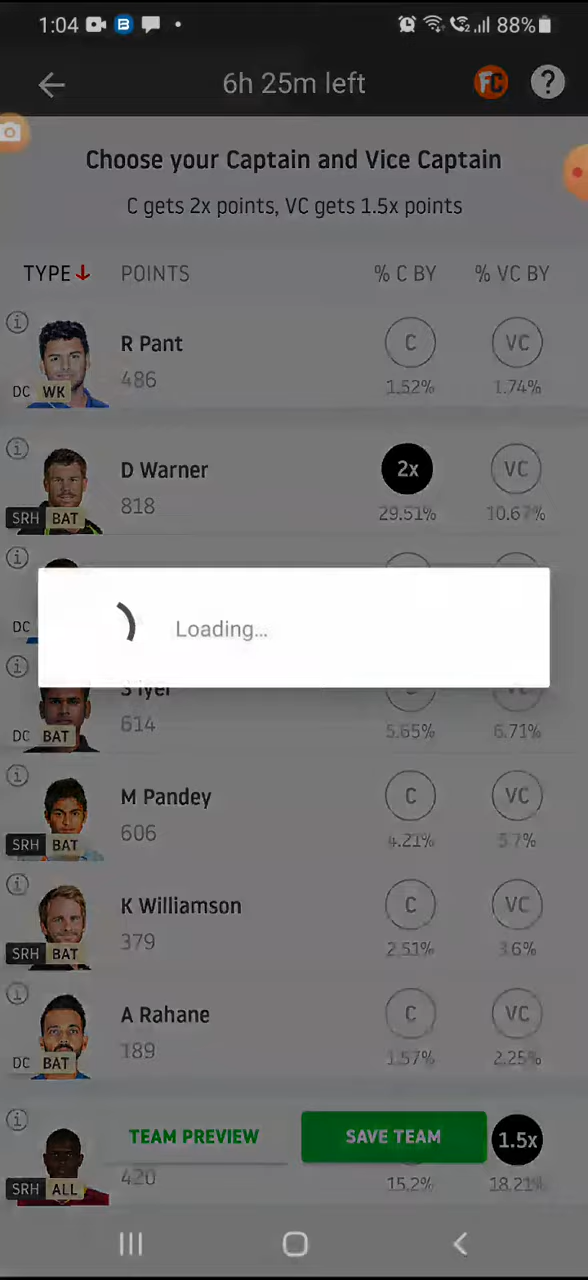 1:04 B 88%
6h 25m left FC ?
Choose your Captain and Vice Captain
C gets 2x points, VC gets 1.5x points
TYPE POINTS % C BY % VC BY
R Pant C VC
486 1.52% 1.74%
DC WK
D Warner 2x VC
818 29.51% 10.67%
SRH BAT
DC
Loading...
S Iyer
614 5.65% 6.71%
DC BAT
M Pandey C VC
606 4.21% 5.7%
SRH BAT
K Williamson C VC
379 2.51% 3.6%
SRH BAT
A Rahane C VC
189 1.57% 2.25%
DC BAT
TEAM PREVIEW SAVE TEAM 1.5x
420 15.2% 18.21%
SRH ALL